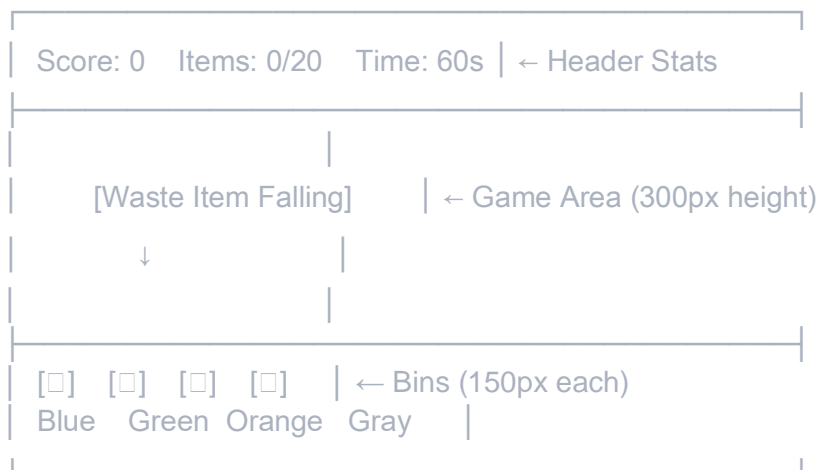 Score: 0 Items: 0/20 Time: 60s │ ← Header Stats
[Waste Item Falling] │ ← Game Area (300px height)
↓
[□] [□] [□] [□] │ ← Bins (150px each)
Blue Green Orange Gray